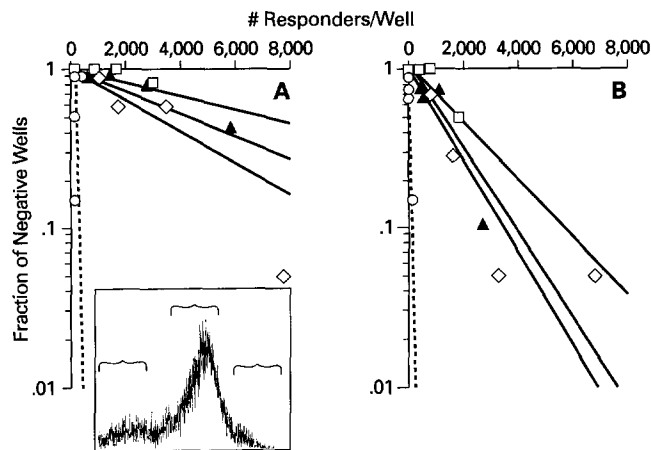 # Responders/Well
0 2,000 4,000 6,000 8,000 0 2,000 4,000 6,000 8,000
1 A 1 B
Fraction of Negative Wells
.1 .1
.01 .01